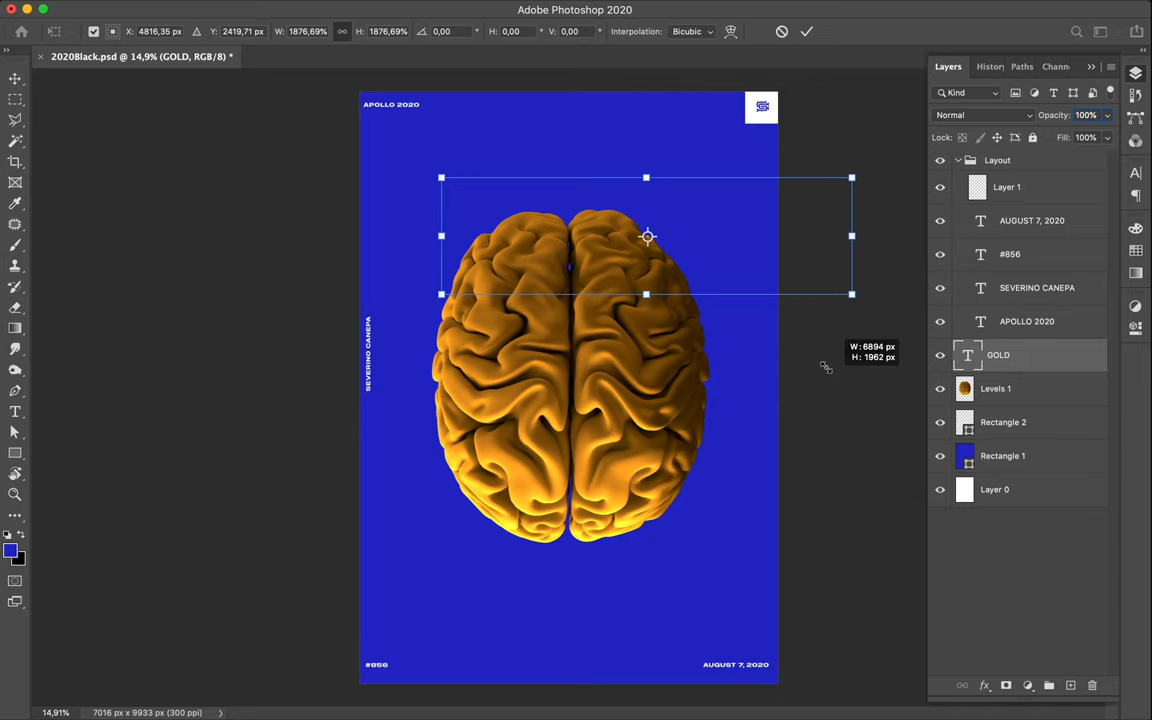 Adobe Photoshop 2020
X: 4816,35 px Y: 2419,71 px W: 1876,69% H: 1876,69% 0,00 ° H: 0,00 ° V: 0,00 ° Interpolation: Bicubic
2020Black.psd @ 14,9% (GOLD, RGB/8) *
Layers Histor Paths Chann
Kind
Normal Opacity: 100%
Lock: Fill: 100%
Layout
Layer 1
AUGUST 7, 2020
#856
SEVERINO CANEPA
APOLLO 2020
GOLD
Levels 1
Rectangle 2
Rectangle 1
Layer 0
APOLLO 2020
SEVERINO CANEPA
W: 6894 px
H: 1962 px
#856
AUGUST 7, 2020
14,91% 7016 px x 9933 px (300 ppi)
fx